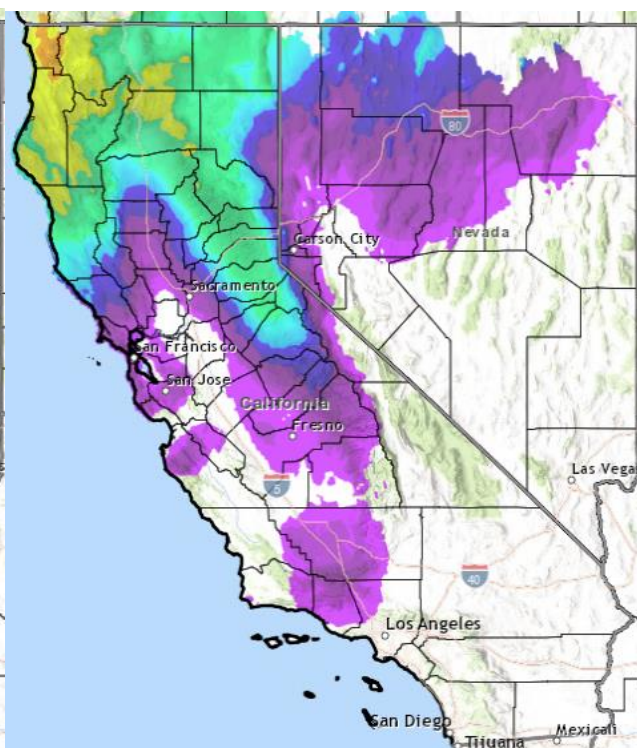 80
Nevada
Carson City
Sacramento
San Francisco
San Jose
California
Fresno
5
Las Vega
40
Los Angeles
San Diego
Tijuana
Mexicali